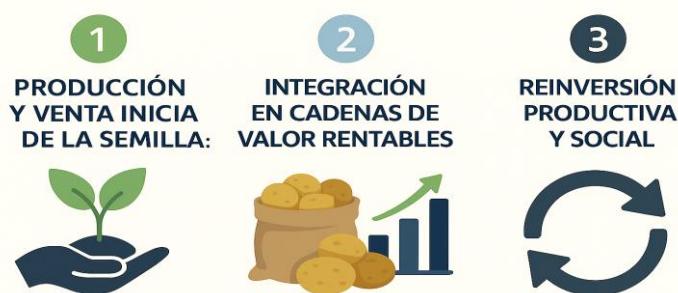 1
PRODUCCIÓN
Y VENTA INICIA
DE LA SEMILLA:
2
INTEGRACIÓN
EN CADENAS DE
VALOR RENTABLES
3
REINVERSIÓN
PRODUCTIVA
Y SOCIAL